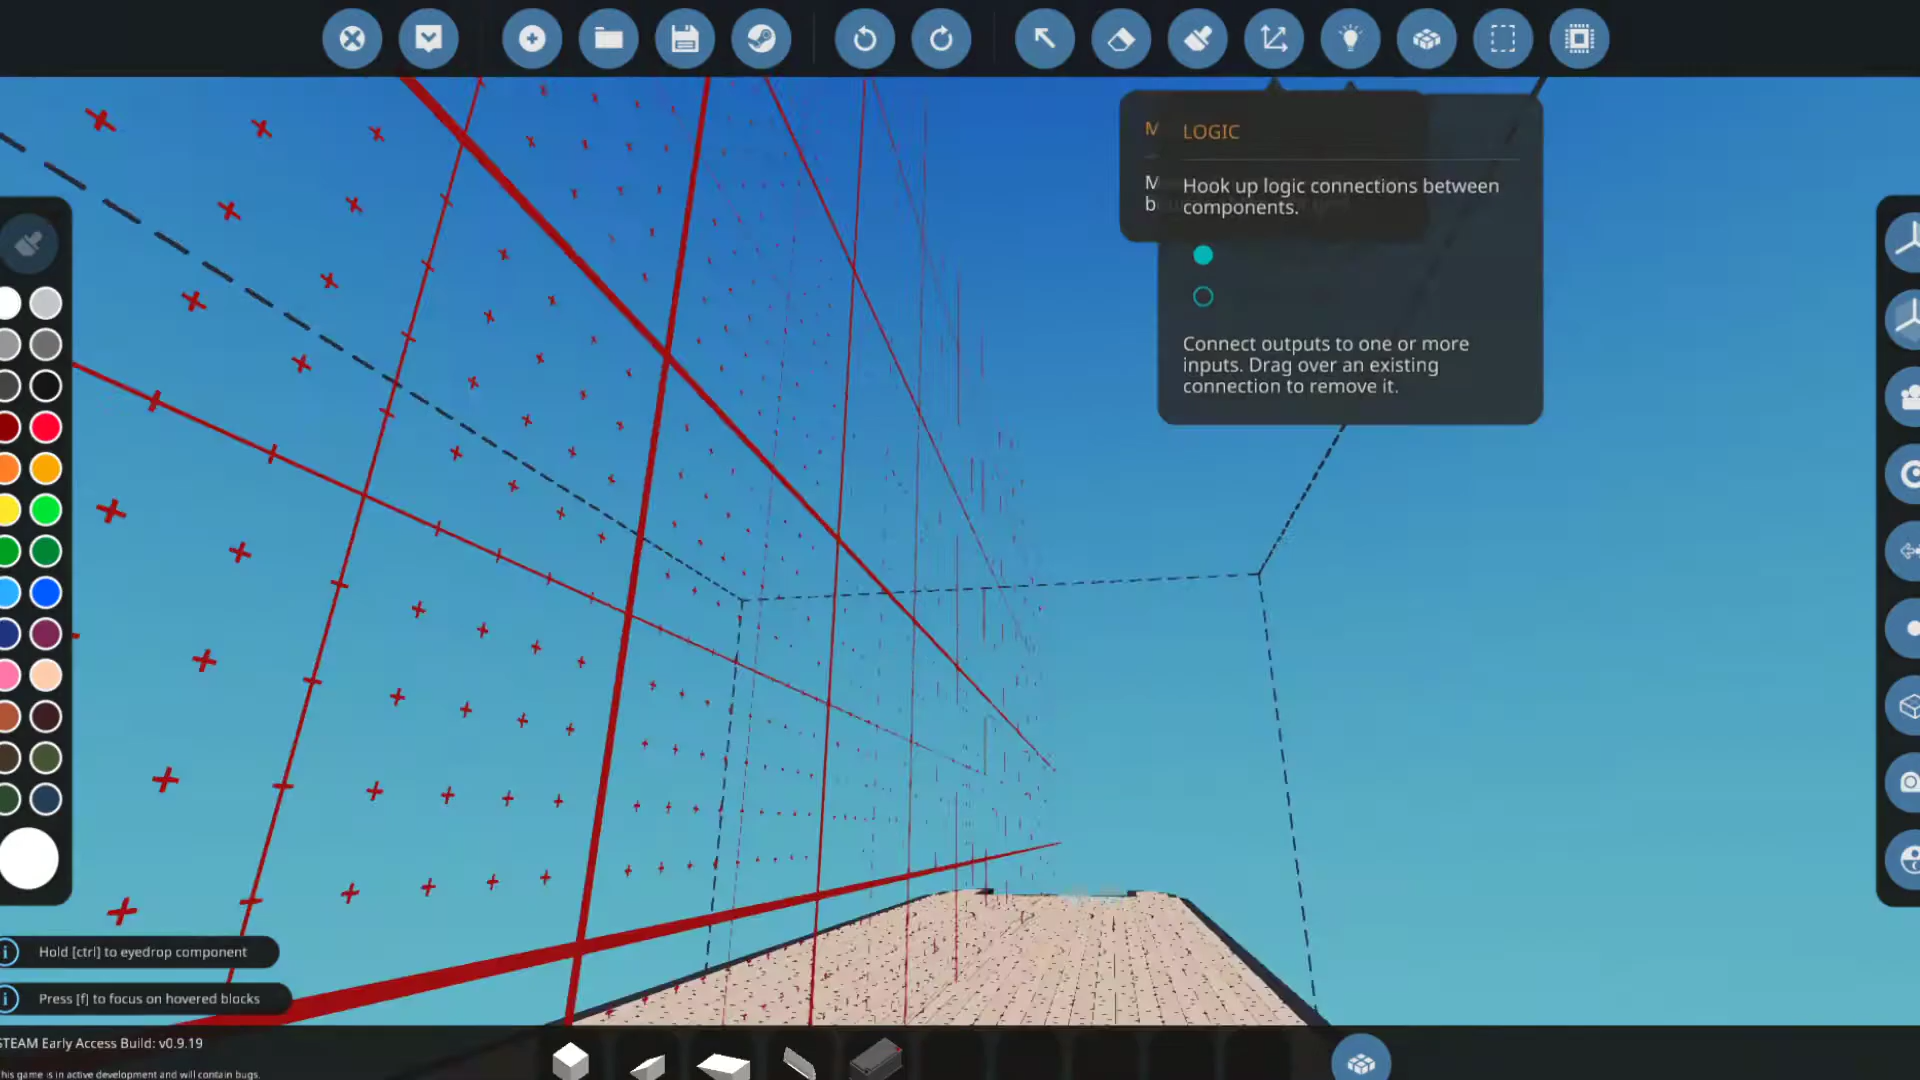 LOGIC
M
M
b
Hook up logic connections between
components.
Connect outputs to one or more
inputs. Drag over an existing
connection to remove it.
Hold [ctrl] to eyedrop component
Press [f] to focus on hovered blocks
STEAM Early Access Build: v0.9.19
This game is in active development and will contain bugs.